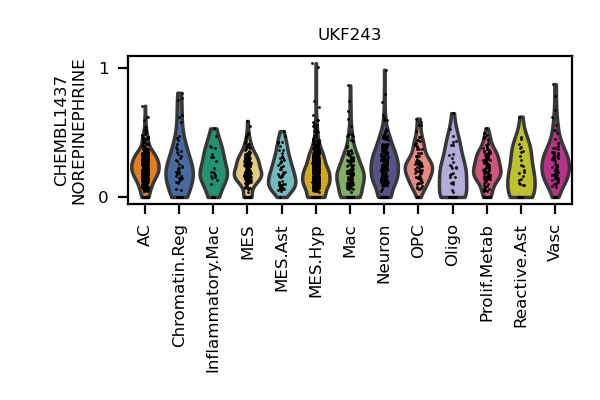 UKF243
CHEMBL1437
NOREPINEPHRINE
1
0
AC
Chromatin.Reg
Inflammatory.Mac
MES
MES.Ast
MES.Hyp
Mac
Neuron
OPC
Oligo
Prolif.Metab
Reactive.Ast
Vasc